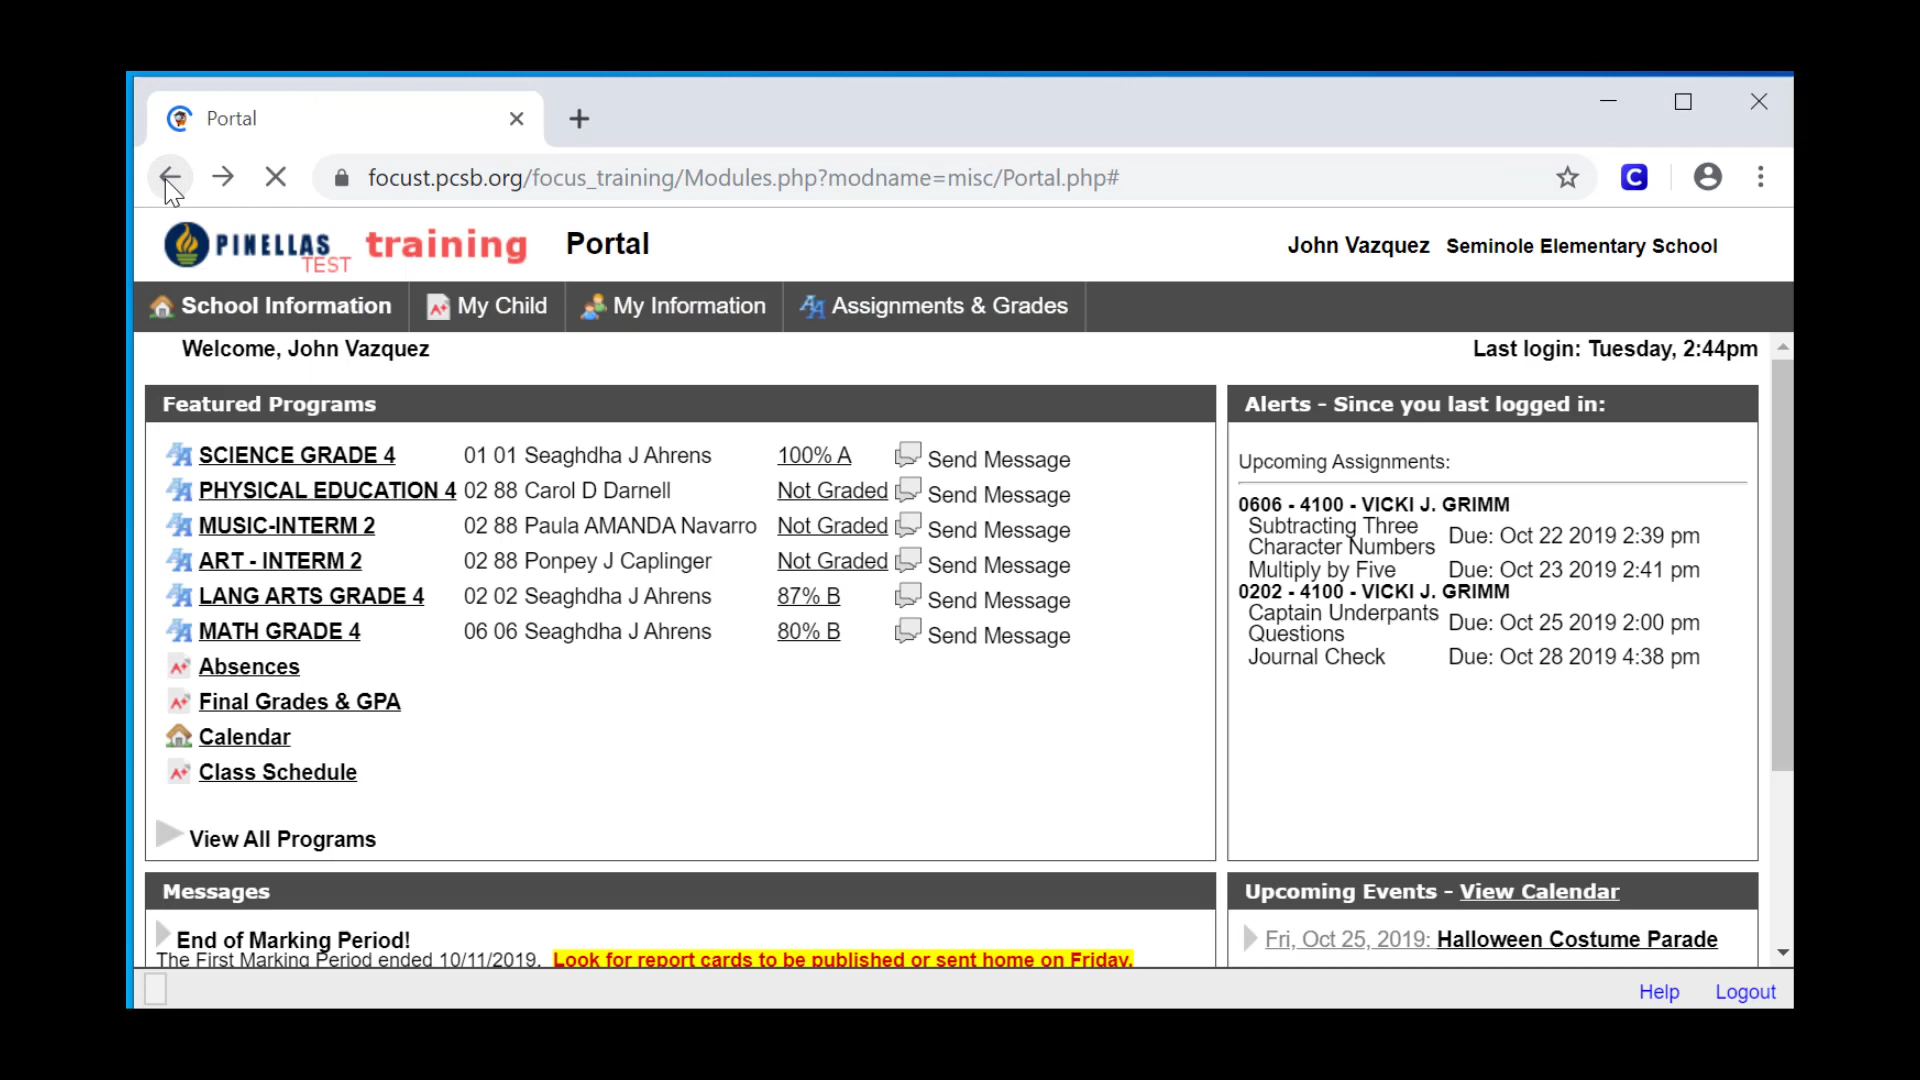 Portal
focust.pcsb.org/focus_training/Modules.php?modname=misc/Portal.php#
C
PINELLAS TEST training Portal John Vazquez Seminole Elementary School
School Information My Child My Information Assignments & Grades
Welcome, John Vazquez Last login: Tuesday, 2:44pm
Featured Programs
SCIENCE GRADE 4 01 01 Seaghdha J Ahrens 100% A Send Message
PHYSICAL EDUCATION 4 02 88 Carol D Darnell Not Graded Send Message
MUSIC-INTERM 2 02 88 Paula AMANDA Navarro Not Graded Send Message
ART - INTERM 2 02 88 Ponpey J Caplinger Not Graded Send Message
LANG ARTS GRADE 4 02 02 Seaghdha J Ahrens 87% B Send Message
MATH GRADE 4 06 06 Seaghdha J Ahrens 80% B Send Message
Absences
Final Grades & GPA
Calendar
Class Schedule
View All Programs
Alerts - Since you last logged in:
Upcoming Assignments:
0606 - 4100 - VICKI J. GRIMM
Subtracting Three
Character Numbers Due: Oct 22 2019 2:39 pm
Multiply by Five Due: Oct 23 2019 2:41 pm
0202 - 4100 - VICKI J. GRIMM
Captain Underpants
Questions Due: Oct 25 2019 2:00 pm
Journal Check Due: Oct 28 2019 4:38 pm
Messages
End of Marking Period!
The First Marking Period ended 10/11/2019. Look for report cards to be published or sent home on Friday.
Upcoming Events - View Calendar
Fri, Oct 25, 2019: Halloween Costume Parade
Help Logout